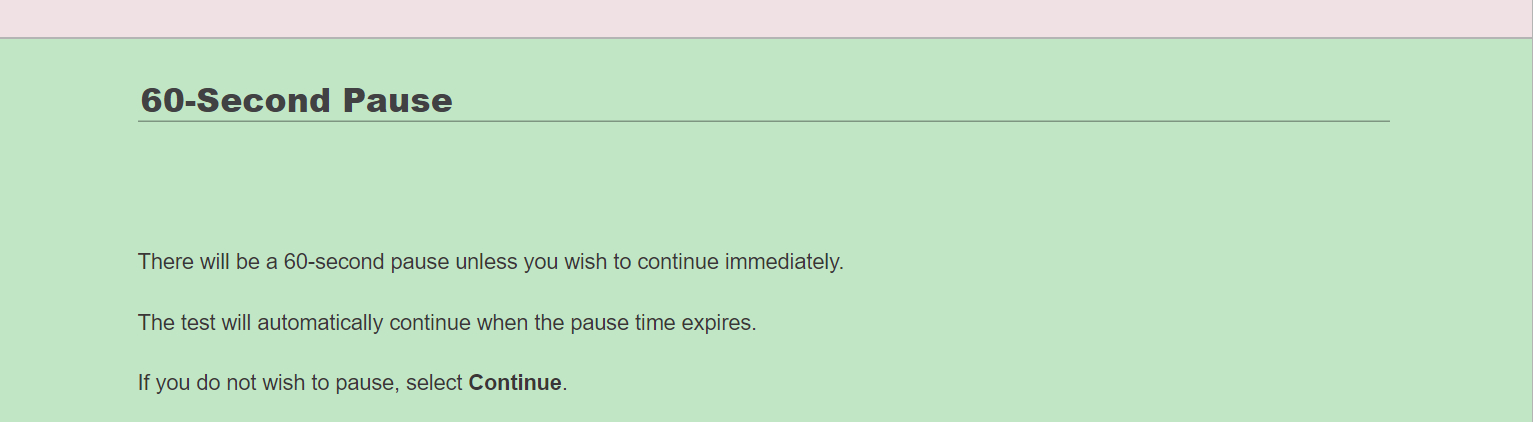 60-Second Pause
There will be a 60-second pause unless you wish to continue immediately.
The test will automatically continue when the pause time expires.
If you do not wish to pause, select Continue.